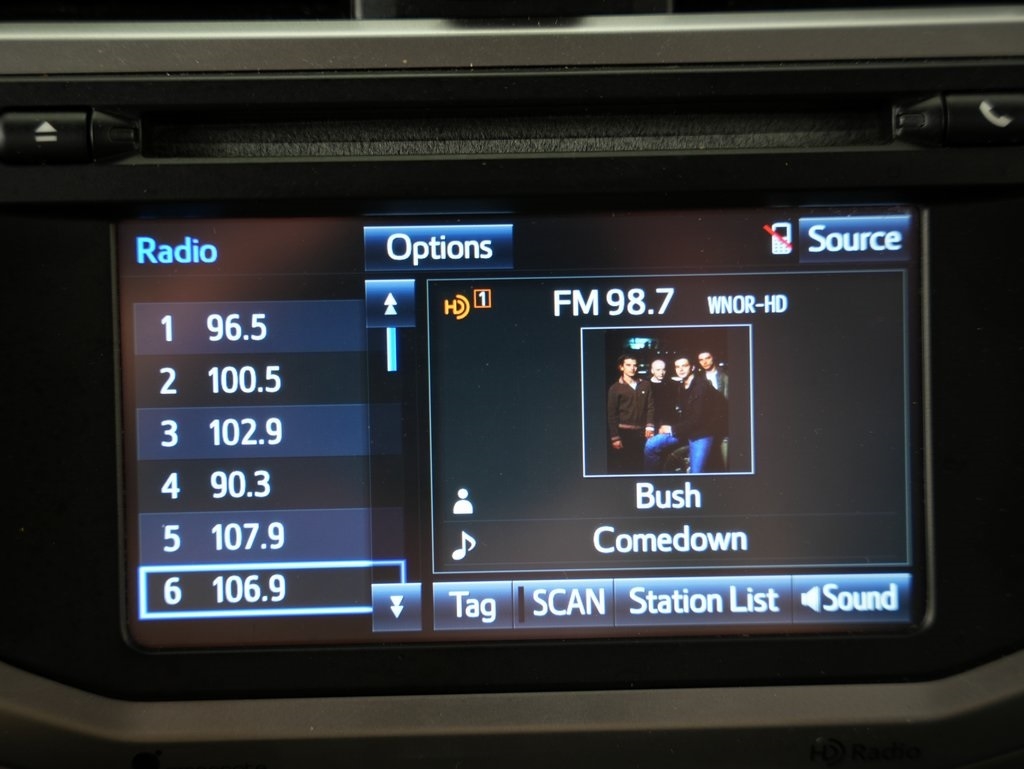 Radio
Options
Source
1 96.5
2 100.5
3 102.9
4 90.3
5 107.9
6 106.9
HD 1
FM 98.7 WNOR-HD
Bush
Comedown
Tag
SCAN
Station List
Sound
HD Radio